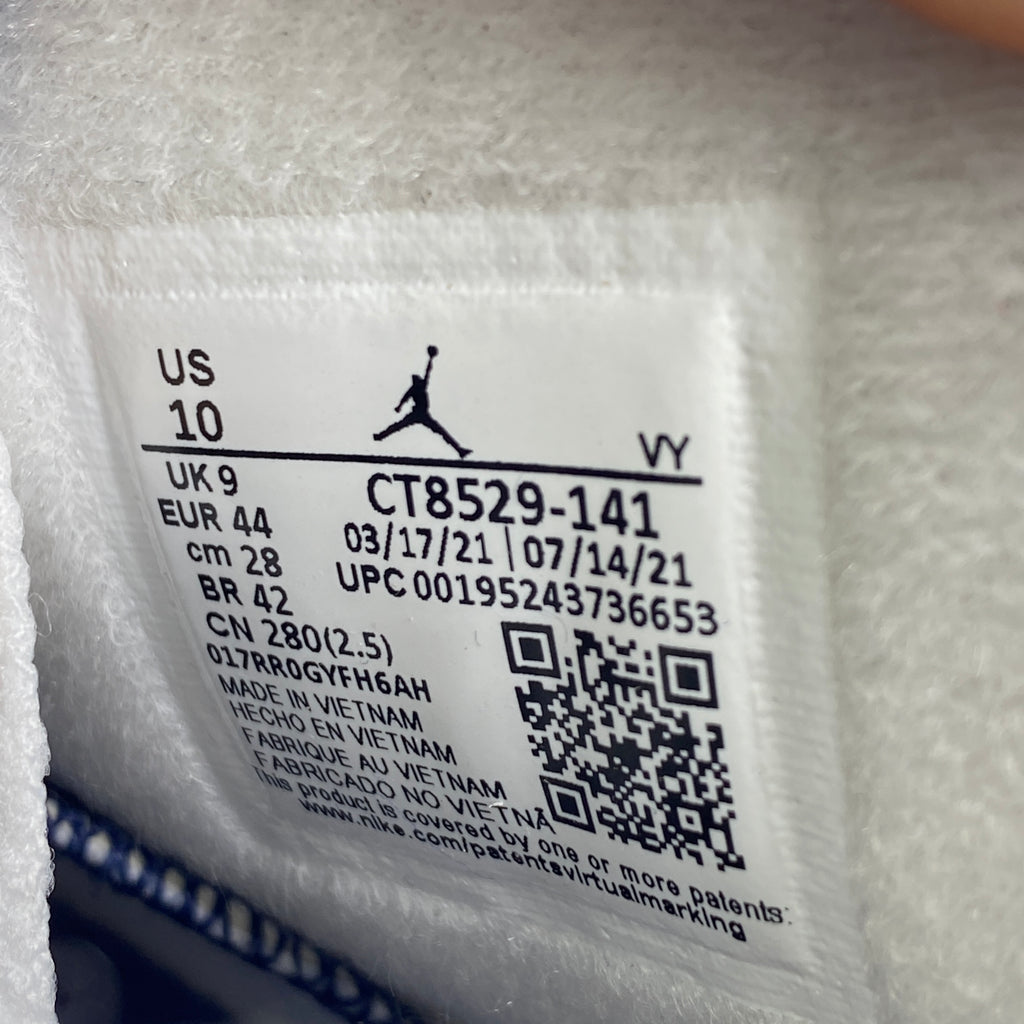 US
10
VY
UK 9
EUR 44
cm 28
BR 42
CN 280(2.5)
017RR0GYFH6AH
CT8529-141
03/17/21 | 07/14/21
UPC 00195243736653
MADE IN VIETNAM
HECHO EN VIETNAM
FABRIQUE AU VIETNAM
FABRICADO NO VIETNÃ
This product is covered by one or more patents:
www.nike.com/patentsvirtualmarking